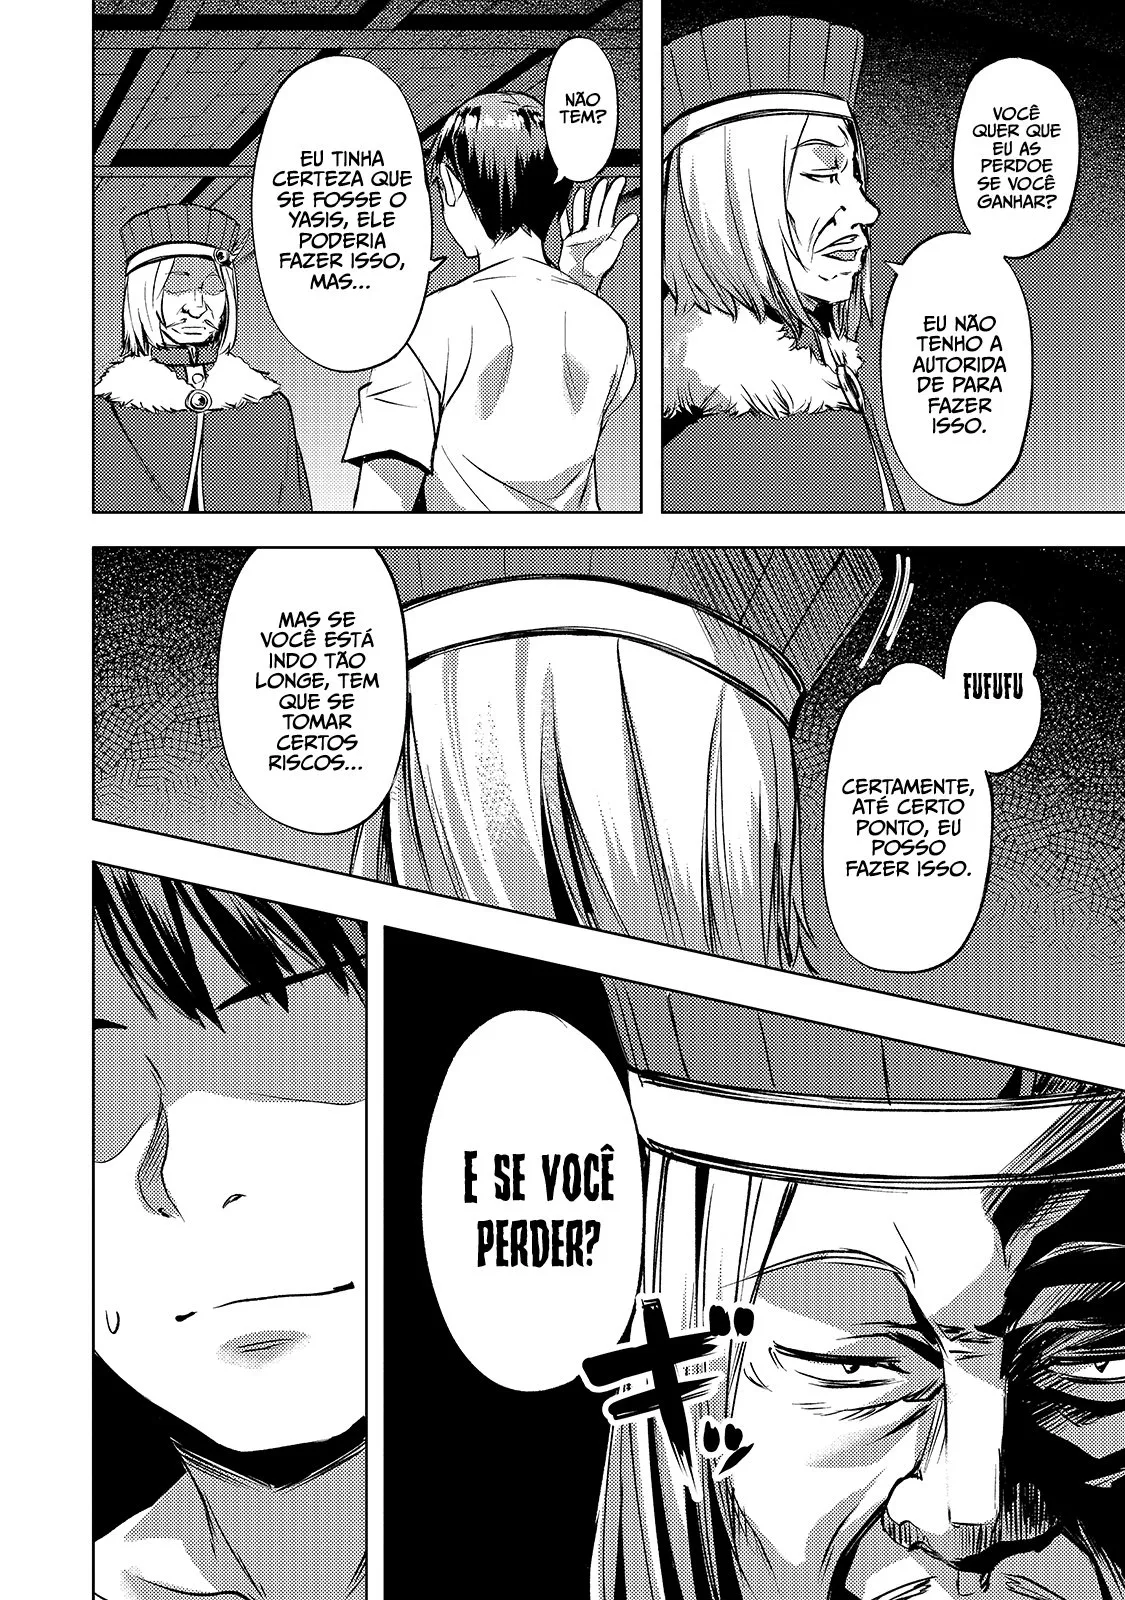 VOCÊ
QUER QUE
EU AS
PERDOE
SE VOCÊ
GANHAR?
EU NÃO
TENHO A
AUTORIDA
DE PARA
FAZER
ISSO.
NÃO
TEM?
EU TINHA
CERTEZA QUE
SE FOSSE O
YASIS, ELE
PODERIA
FAZER ISSO,
MAS...
FUFUFU
CERTAMENTE,
ATÉ CERTO
PONTO, EU
POSSO
FAZER ISSO.
MAS SE
VOCÊ ESTÁ
INDO TÃO
LONGE, TEM
QUE SE
TOMAR
CERTOS
RISCOS...
E SE VOCÊ
PERDER?
ギッ